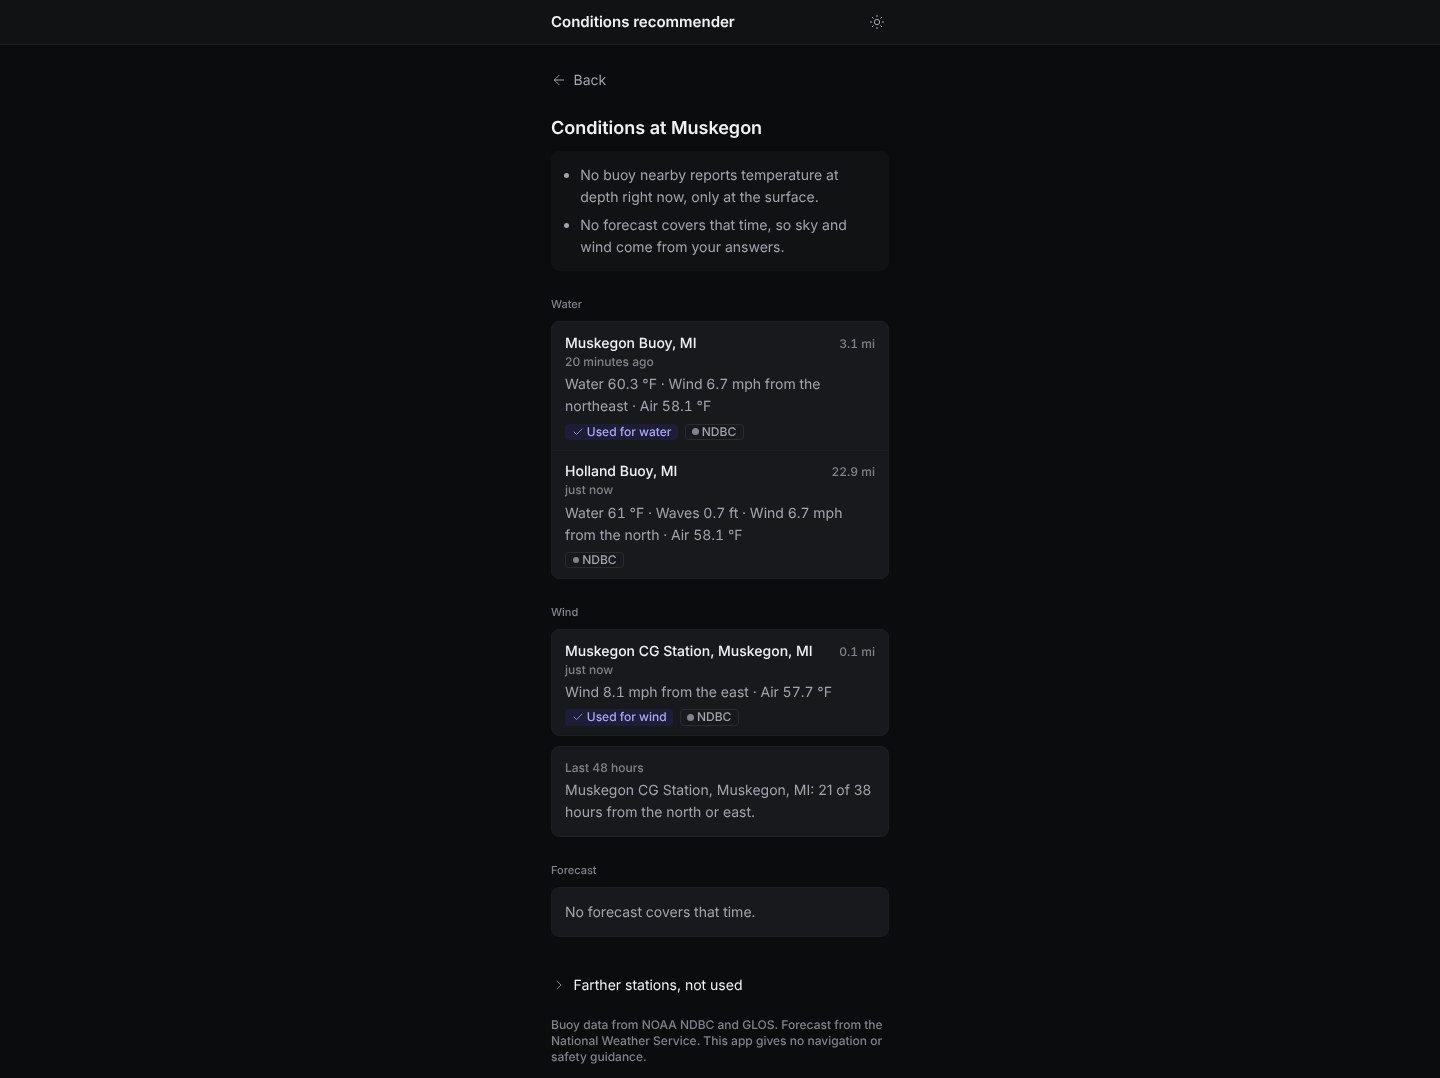 Conditions recommender
Back
Conditions at Muskegon
No buoy nearby reports temperature at
depth right now, only at the surface.
No forecast covers that time, so sky and
wind come from your answers.
Water
Muskegon Buoy, MI
3.1 mi
20 minutes ago
Water 60.3 °F · Wind 6.7 mph from the
northeast · Air 58.1 °F
Used for water
NDBC
Holland Buoy, MI
22.9 mi
just now
Water 61 °F · Waves 0.7 ft · Wind 6.7 mph
from the north · Air 58.1 °F
NDBC
Wind
Muskegon CG Station, Muskegon, MI
0.1 mi
just now
Wind 8.1 mph from the east · Air 57.7 °F
Used for wind
NDBC
Last 48 hours
Muskegon CG Station, Muskegon, MI: 21 of 38
hours from the north or east.
Forecast
No forecast covers that time.
Farther stations, not used
Buoy data from NOAA NDBC and GLOS. Forecast from the
National Weather Service. This app gives no navigation or
safety guidance.